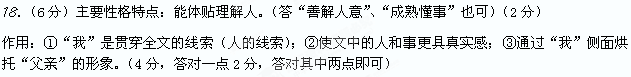 18.（6分）主要性格特点：能体贴理解人。（答“善解人意”、“成熟懂事”也可）（2分）
作用：①“我”是贯穿全文的线索（人的线索）；②使文中的人和事更具真实感；③通过“我”侧面烘
托“父亲”的形象。（4分，答对一点2分，答对其中两点即可）